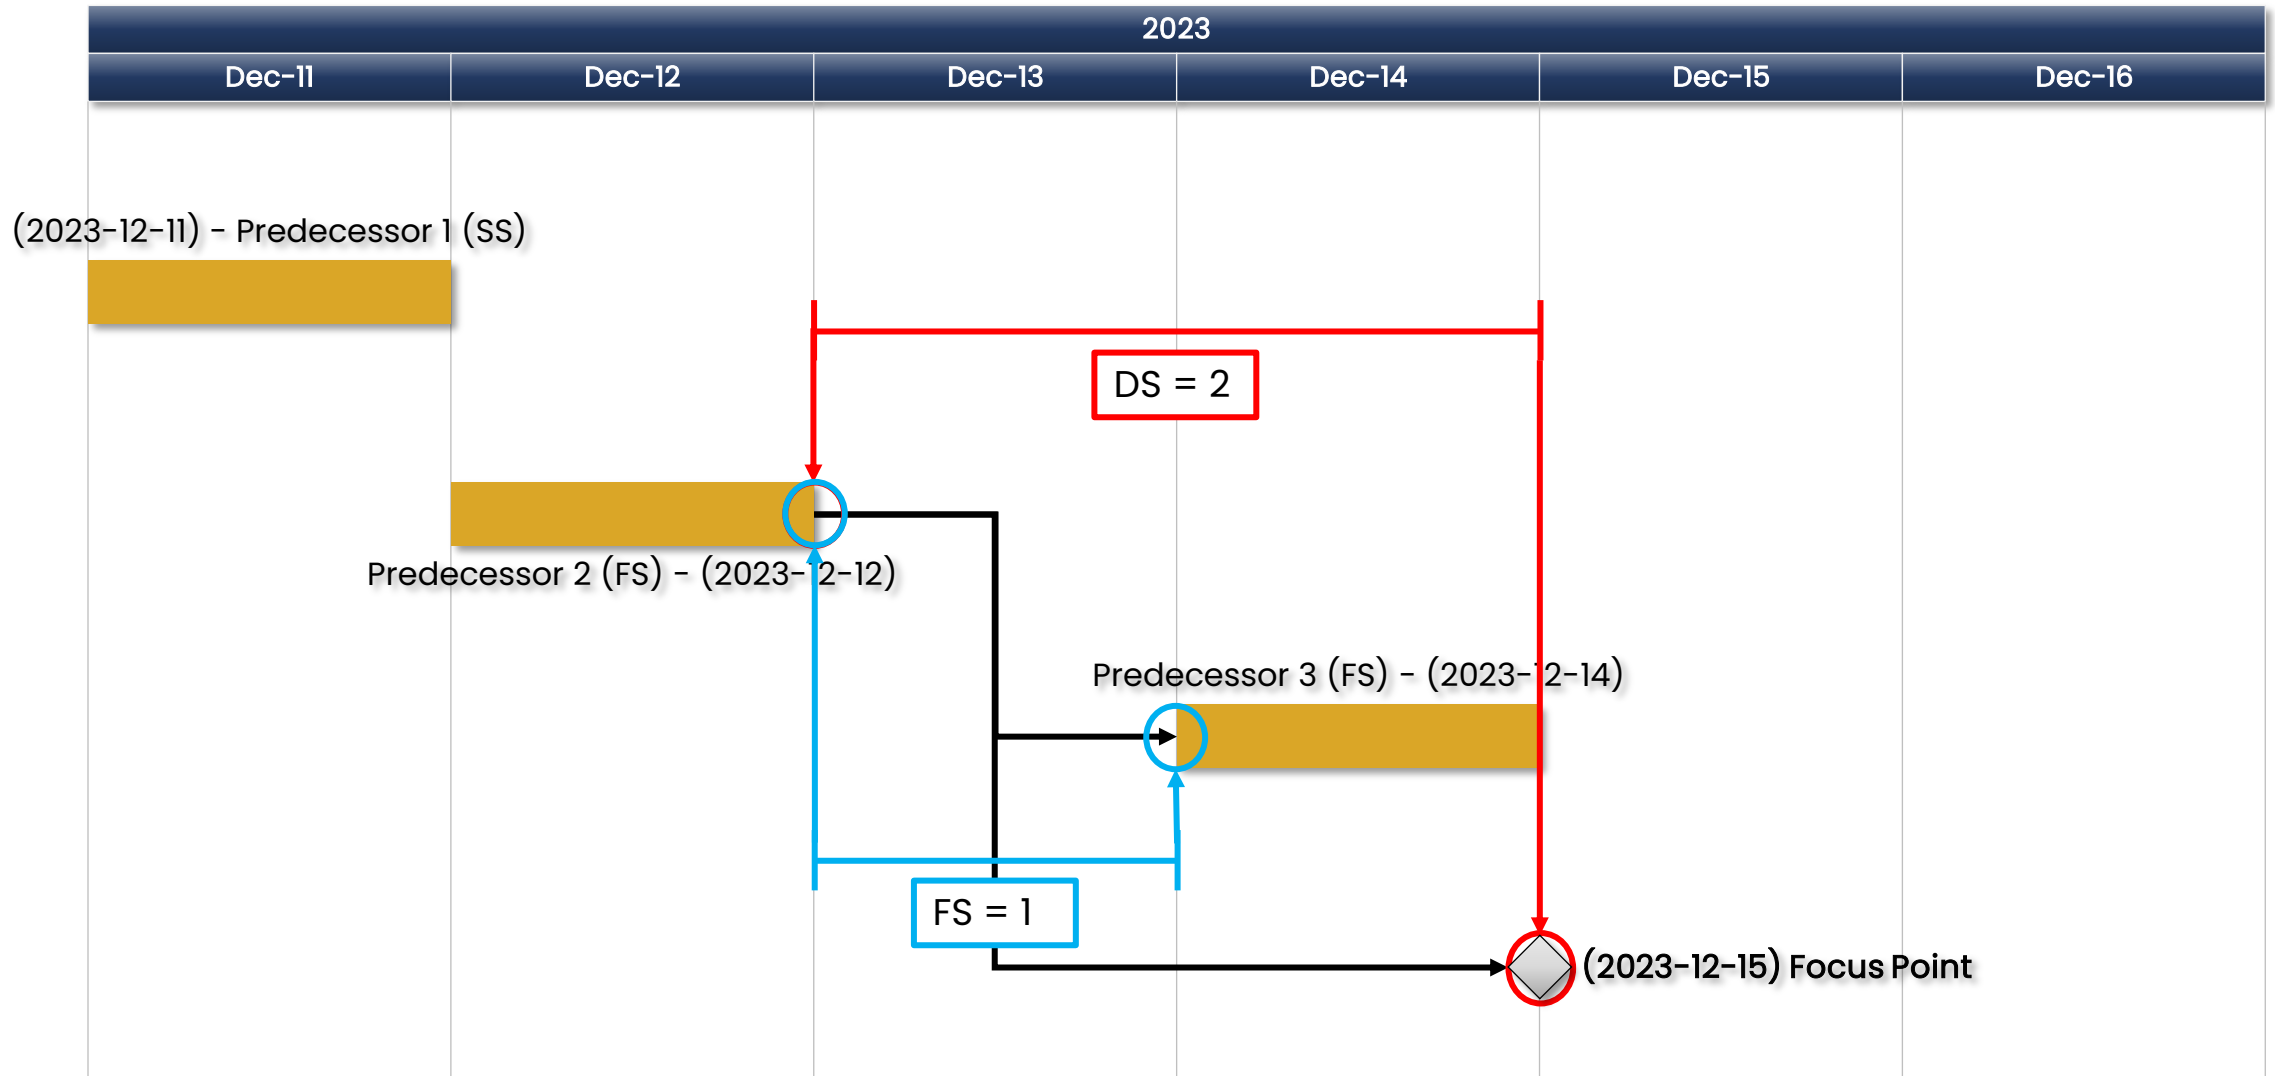 2023
Dec-11 Dec-12 Dec-13 Dec-14 Dec-15 Dec-16
(2023-12-11) - Predecessor 1 (SS)
DS = 2
Predecessor 2 (FS) - (2023-12-12)
Predecessor 3 (FS) - (2023-12-14)
FS = 1
(2023-12-15) Focus Point